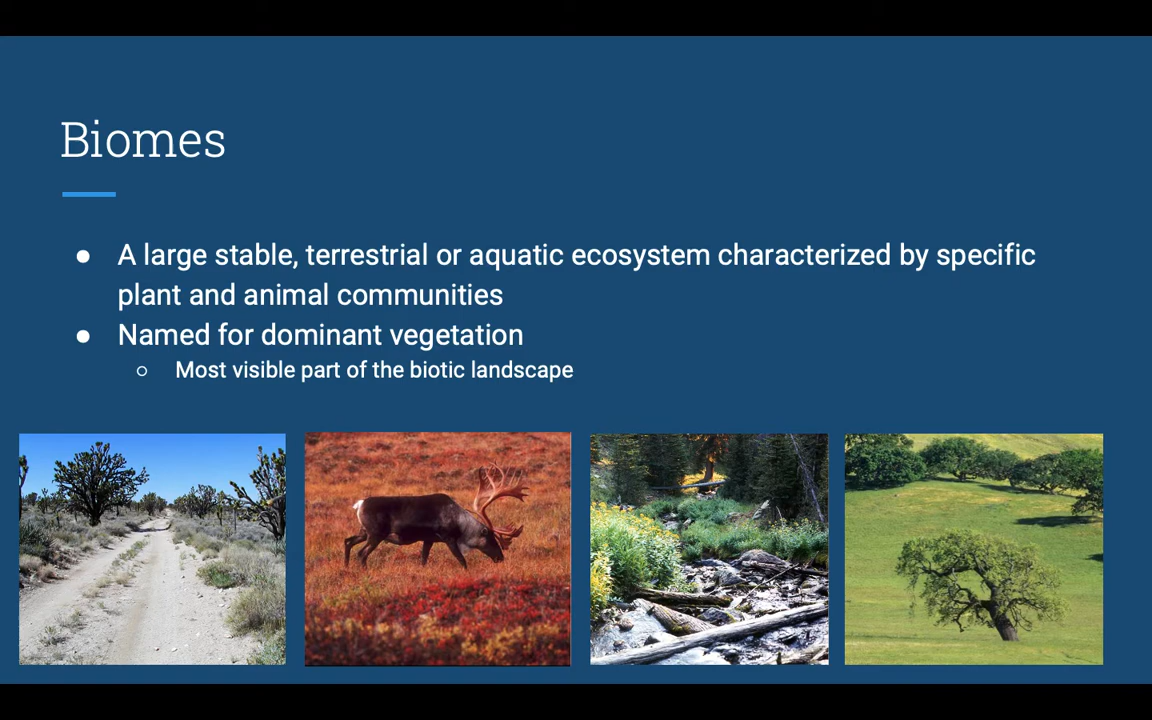 Biomes
● A large stable, terrestrial or aquatic ecosystem characterized by specific
plant and animal communities
● Named for dominant vegetation
○ Most visible part of the biotic landscape